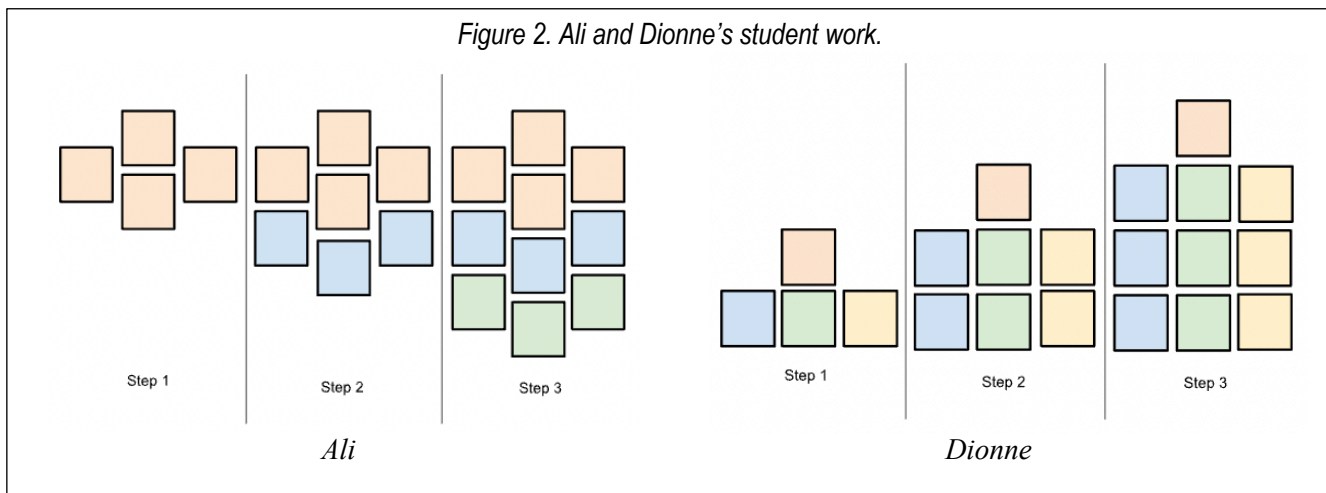 Figure 2. Ali and Dionne’s student work.
Step 1
Step 2
Step 3
Ali
Step 1
Step 2
Step 3
Dionne